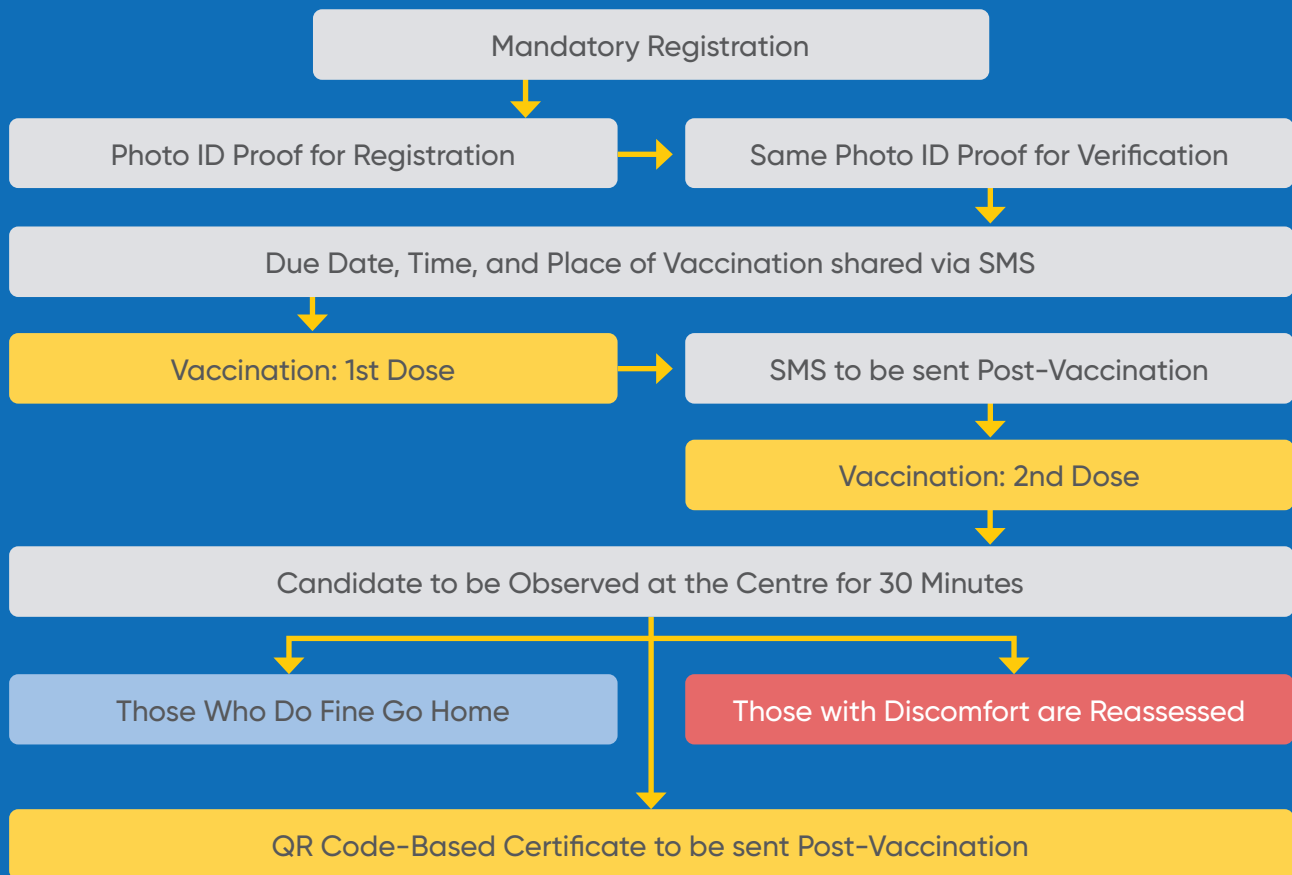 Mandatory Registration
Photo ID Proof for Registration
Same Photo ID Proof for Verification
Due Date, Time, and Place of Vaccination shared via SMS
Vaccination: 1st Dose
SMS to be sent Post-Vaccination
Vaccination: 2nd Dose
Candidate to be Observed at the Centre for 30 Minutes
Those Who Do Fine Go Home
Those with Discomfort are Reassessed
QR Code-Based Certificate to be sent Post-Vaccination